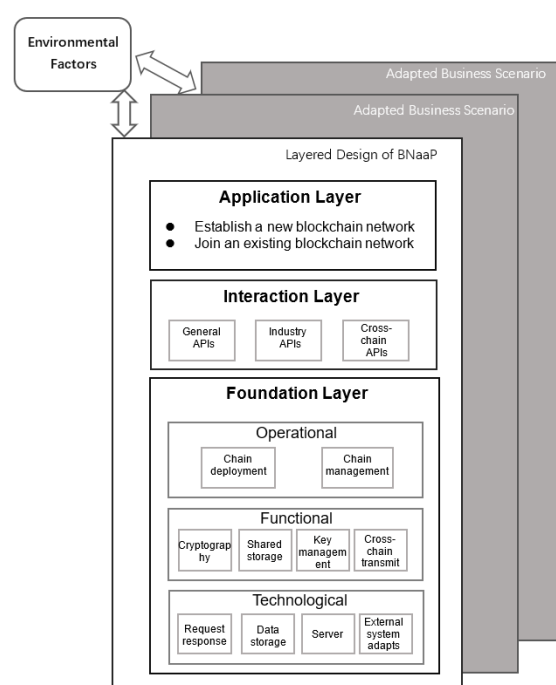 Environmental
Factors
Adapted Business Scenario
Adapted Business Scenario
Layered Design of BNaaP
Application Layer
● Establish a new blockchain network
● Join an existing blockchain network
Interaction Layer
General
APIs
Industry
APIs
Cross-
chain
APIs
Foundation Layer
Operational
Chain
deployment
Chain
management
Functional
Cryptograp
hy
Shared
storage
Key
managem
ent
Cross-
chain
transmit
Technological
Request
response
Data
storage
Server
External
system
adapts